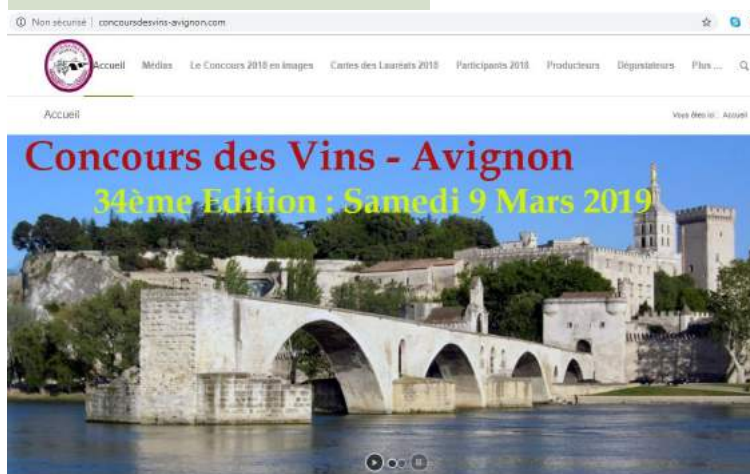 Non sécurisé | concoursdesvins-avignon.com
Accueil Médias Le Concours 2018 en images Cartes des Lauréats 2018 Participants 2018 Producteurs Dégustateurs Plus ...
Accueil
Vous êtes ici : Accueil
Concours des Vins - Avignon
34ème Edition : Samedi 9 Mars 2019